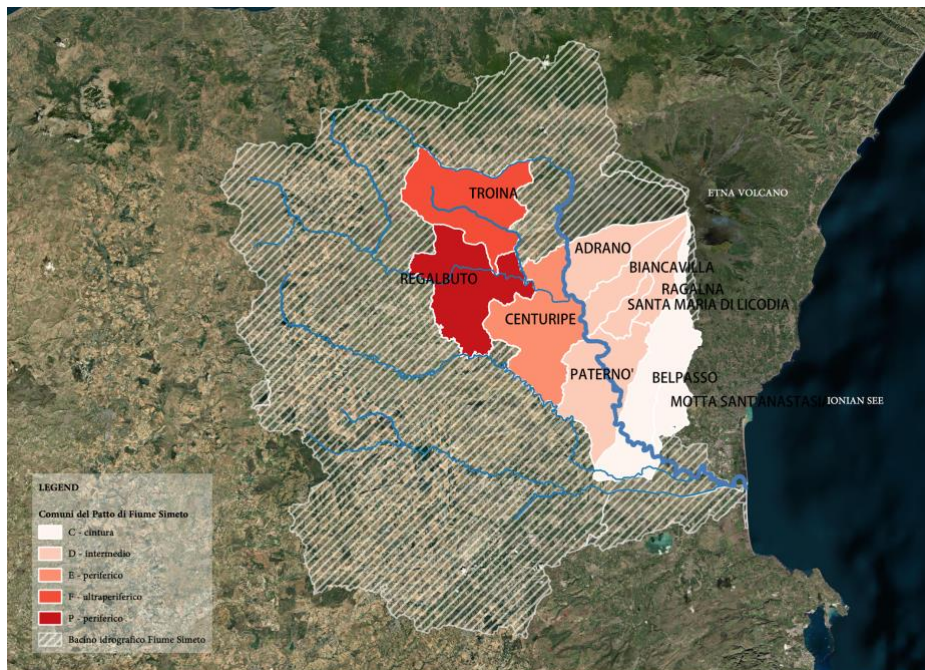 TROINA
ETNA VOLCANO
ADRANO
BIANCAVILLA
RAGALNA
REGALBUTO
SANTA MARIA DI LICODIA
CENTURIPE
PATERNO'
BELPASSO
MOTTA SANT'ANASTASIA
IONIAN SEE
LEGEND
Comuni del Patto di Fiume Simeto
C - cintura
D - intermedio
E - periferico
F - ultraperiferico
P - periferico
Bacino idrografico Fiume Simeto